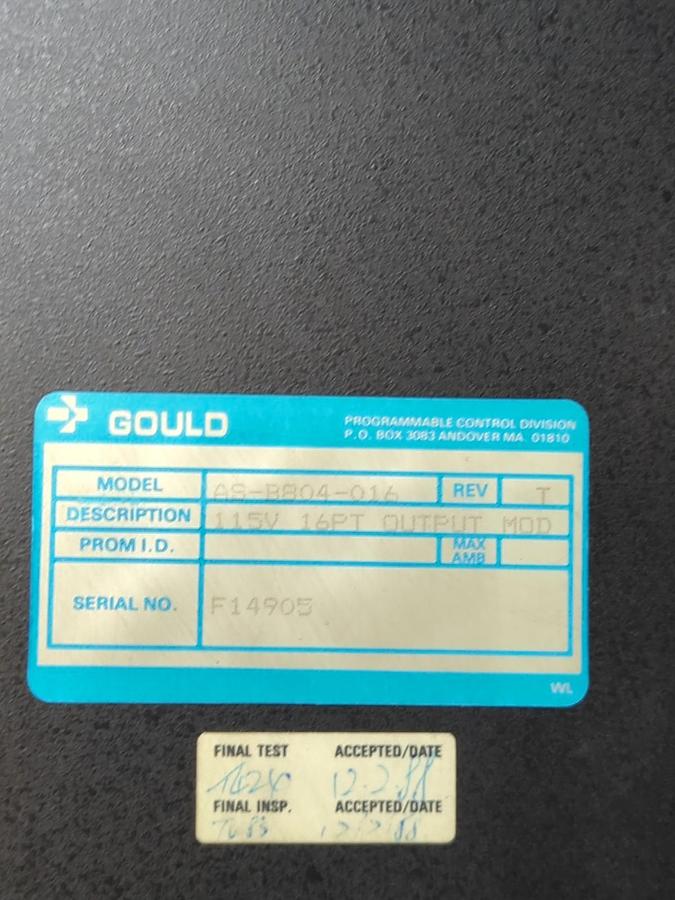 GOULD
PROGRAMMABLE CONTROL DIVISION
P.O. BOX 3083 ANDOVER MA. 01810
MODEL AS-B804-016 REV T
DESCRIPTION 115V 16PT OUTPUT MOD
PROM I.D. MAX AMB
SERIAL NO. F14905
WL
FINAL TEST ACCEPTED/DATE
FINAL INSP. ACCEPTED/DATE